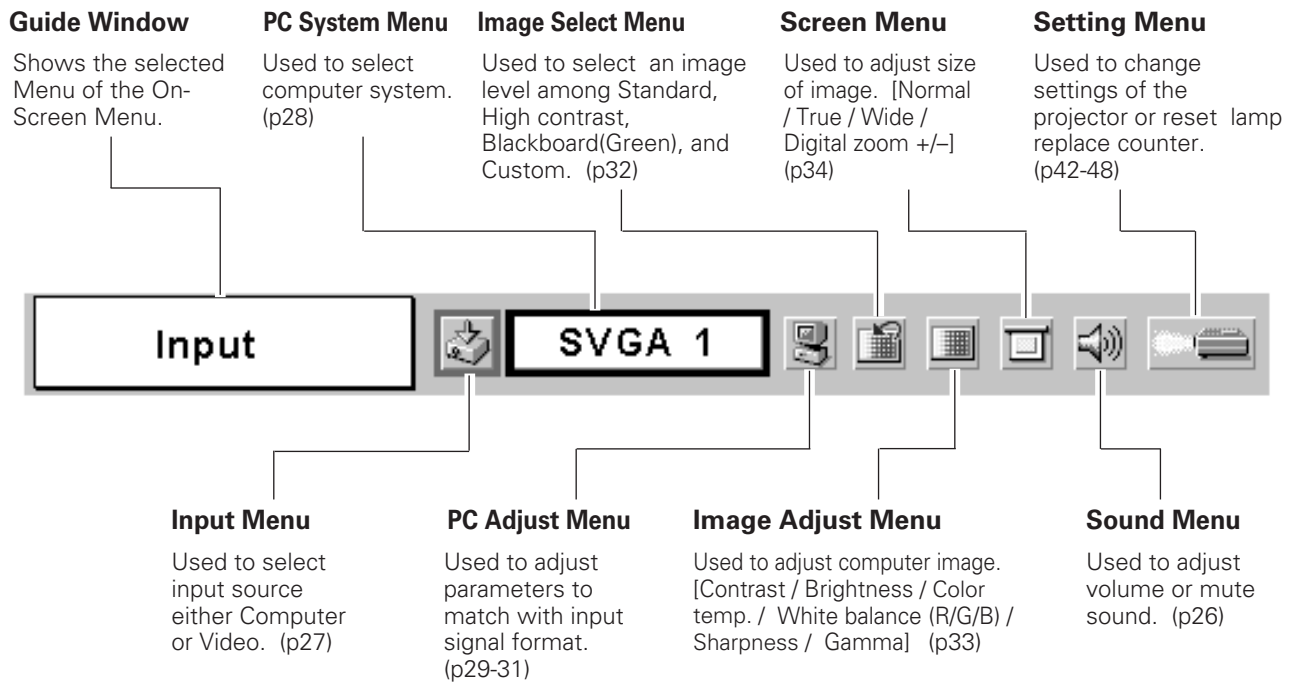 Guide Window
Shows the selected
Menu of the On-
Screen Menu.
PC System Menu
Used to select
computer system.
(p28)
Image Select Menu
Used to select an image
level among Standard,
High contrast,
Blackboard(Green), and
Custom. (p32)
Screen Menu
Used to adjust size
of image. [Normal
/ True / Wide /
Digital zoom +/–]
(p34)
Setting Menu
Used to change
settings of the
projector or reset lamp
replace counter.
(p42-48)
Input
SVGA 1
Input Menu
Used to select
input source
either Computer
or Video. (p27)
PC Adjust Menu
Used to adjust
parameters to
match with input
signal format.
(p29-31)
Image Adjust Menu
Used to adjust computer image.
[Contrast / Brightness / Color
temp. / White balance (R/G/B) /
Sharpness / Gamma] (p33)
Sound Menu
Used to adjust
volume or mute
sound. (p26)